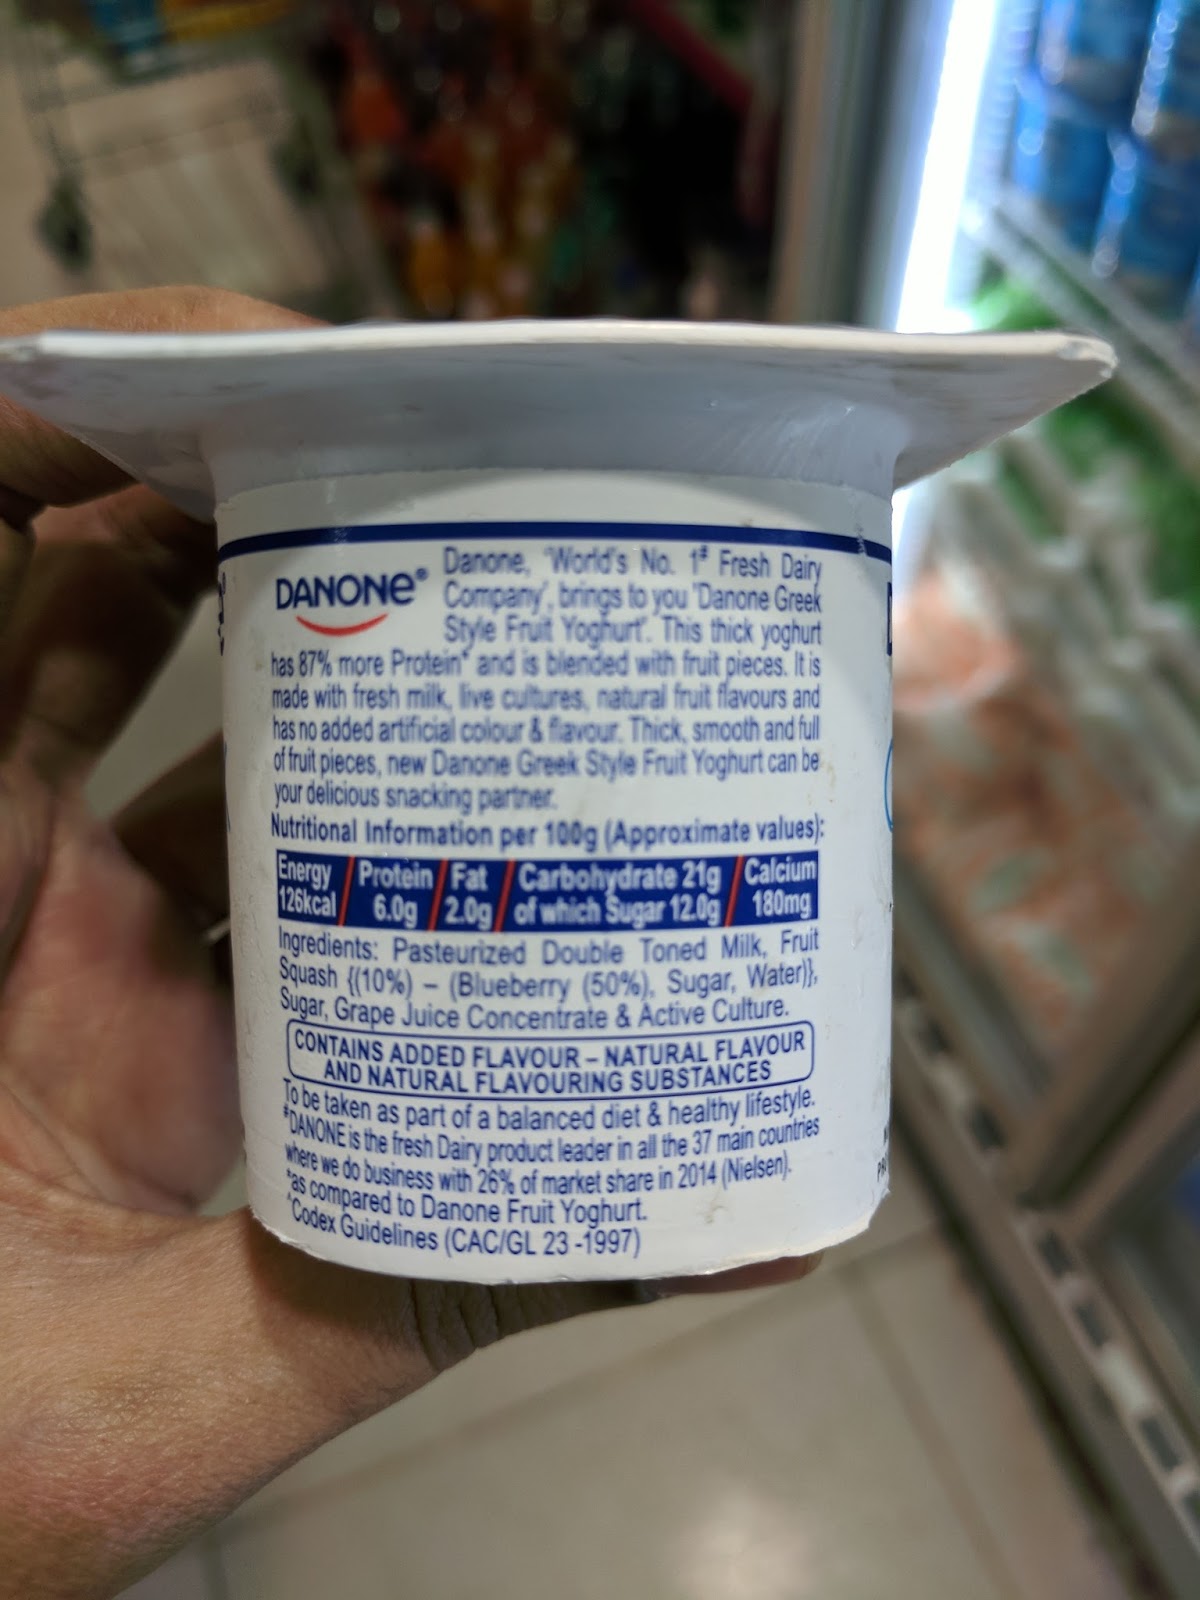 DANONE®
Danone, 'World's No. 1# Fresh Dairy
Company', brings to you 'Danone Greek
Style Fruit Yoghurt'. This thick yoghurt
has 87% more Protein* and is blended with fruit pieces. It is
made with fresh milk, live cultures, natural fruit flavours and
has no added artificial colour & flavour. Thick, smooth and full
of fruit pieces, new Danone Greek Style Fruit Yoghurt can be
your delicious snacking partner.
Nutritional Information per 100g (Approximate values):
Energy Protein Fat Carbohydrate 21g Calcium
126kcal 6.0g 2.0g of which Sugar 12.0g 180mg
Ingredients: Pasteurized Double Toned Milk, Fruit
Squash {(10%) – (Blueberry (50%), Sugar, Water)},
Sugar, Grape Juice Concentrate & Active Culture.
CONTAINS ADDED FLAVOUR – NATURAL FLAVOUR
AND NATURAL FLAVOURING SUBSTANCES
To be taken as part of a balanced diet & healthy lifestyle.
#DANONE is the fresh Dairy product leader in all the 37 main countries
where we do business with 26% of market share in 2014 (Nielsen).
*as compared to Danone Fruit Yoghurt.
^Codex Guidelines (CAC/GL 23 -1997)